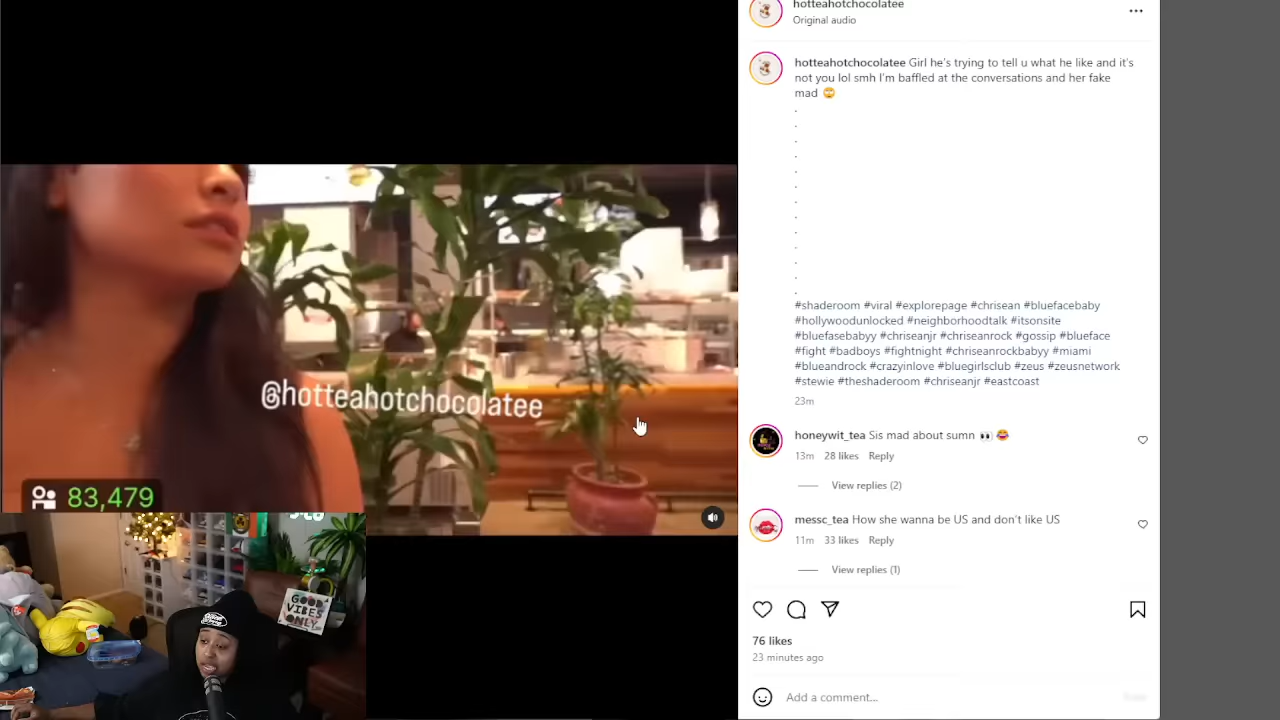 hotteahotchocolatee
Original audio
hotteahotchocolatee Girl he's trying to tell u what he like and it's
not you lol smh I'm baffled at the conversations and her fake
mad 🙄
.
.
.
.
.
.
.
.
.
.
.
.
.
#shaderoom #viral #explorepage #chrisean #bluefacebaby
#hollywoodunlocked #neighborhoodtalk #itsonsite
#bluefasebabyy #chriseanjr #chriseanrock #gossip #blueface
#fight #badboys #fightnight #chriseanrockbabyy #miami
#blueandrock #crazyinlove #bluegirlsclub #zeus #zeusnetwork
#stewie #theshaderoom #chriseanjr #eastcoast
23m
honeywit_tea Sis mad about sumn 👀 😂
13m 28 likes Reply
View replies (2)
messc_tea How she wanna be US and don't like US
11m 33 likes Reply
View replies (1)
76 likes
23 minutes ago
Add a comment...
@hotteahotchocolatee
83,479
GOOD
VIBES
ONLY